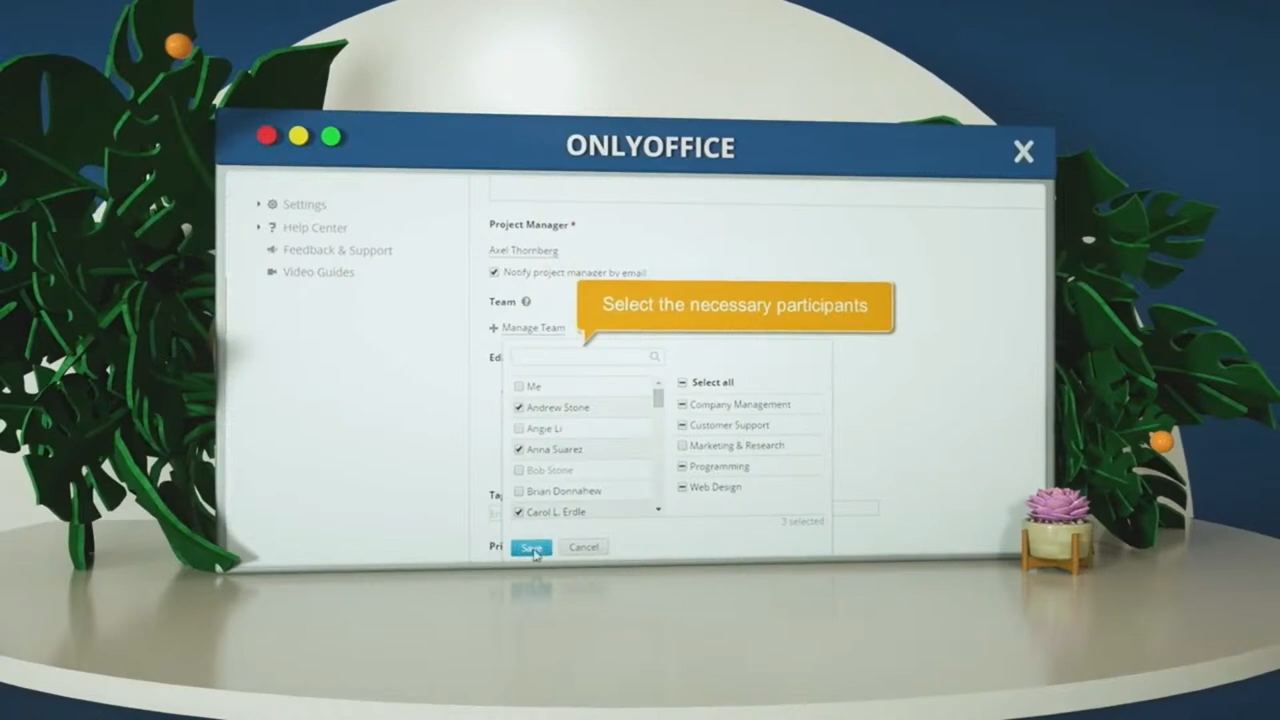 ONLYOFFICE
X
Settings
? Help Center
Feedback & Support
Video Guides
Project Manager *
Axel Thornberg
Notify project manager by email
Team ?
Select the necessary participants
+ Manage Team
Me
Andrew Stone
Angie Li
Anna Suarez
Bob Stone
Brian Donnahew
Carol L. Erdle
Select all
Company Management
Customer Support
Marketing & Research
Programming
Web Design
3 selected
Save
Cancel